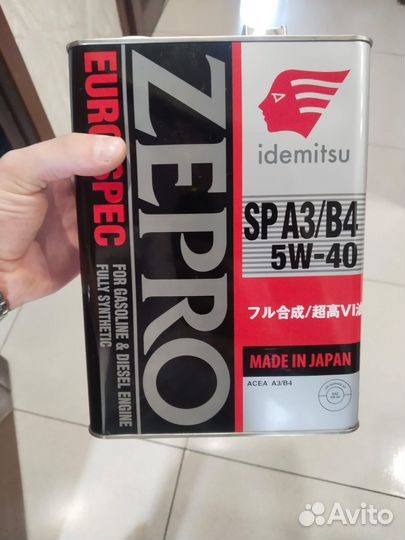 ZEPRO
EURO SPEC
FOR GASOLINE & DIESEL ENGINE
FULLY SYNTHETIC
idemitsu
SP A3/B4
5W-40
フル合成/超高VI油
MADE IN JAPAN
ACEA A3/B4
Avito